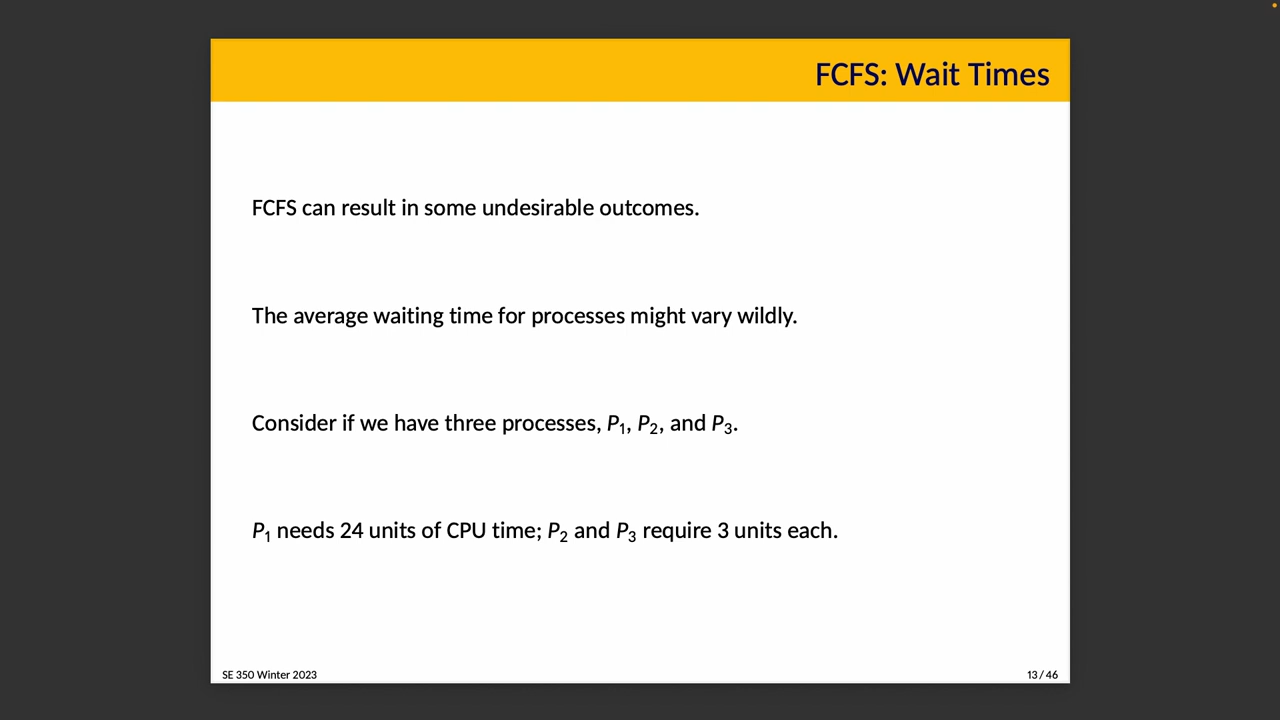 FCFS: Wait Times
FCFS can result in some undesirable outcomes.
The average waiting time for processes might vary wildly.
Consider if we have three processes, P₁, P₂, and P₃.
P₁ needs 24 units of CPU time; P₂ and P₃ require 3 units each.
SE 350 Winter 2023
13 / 46